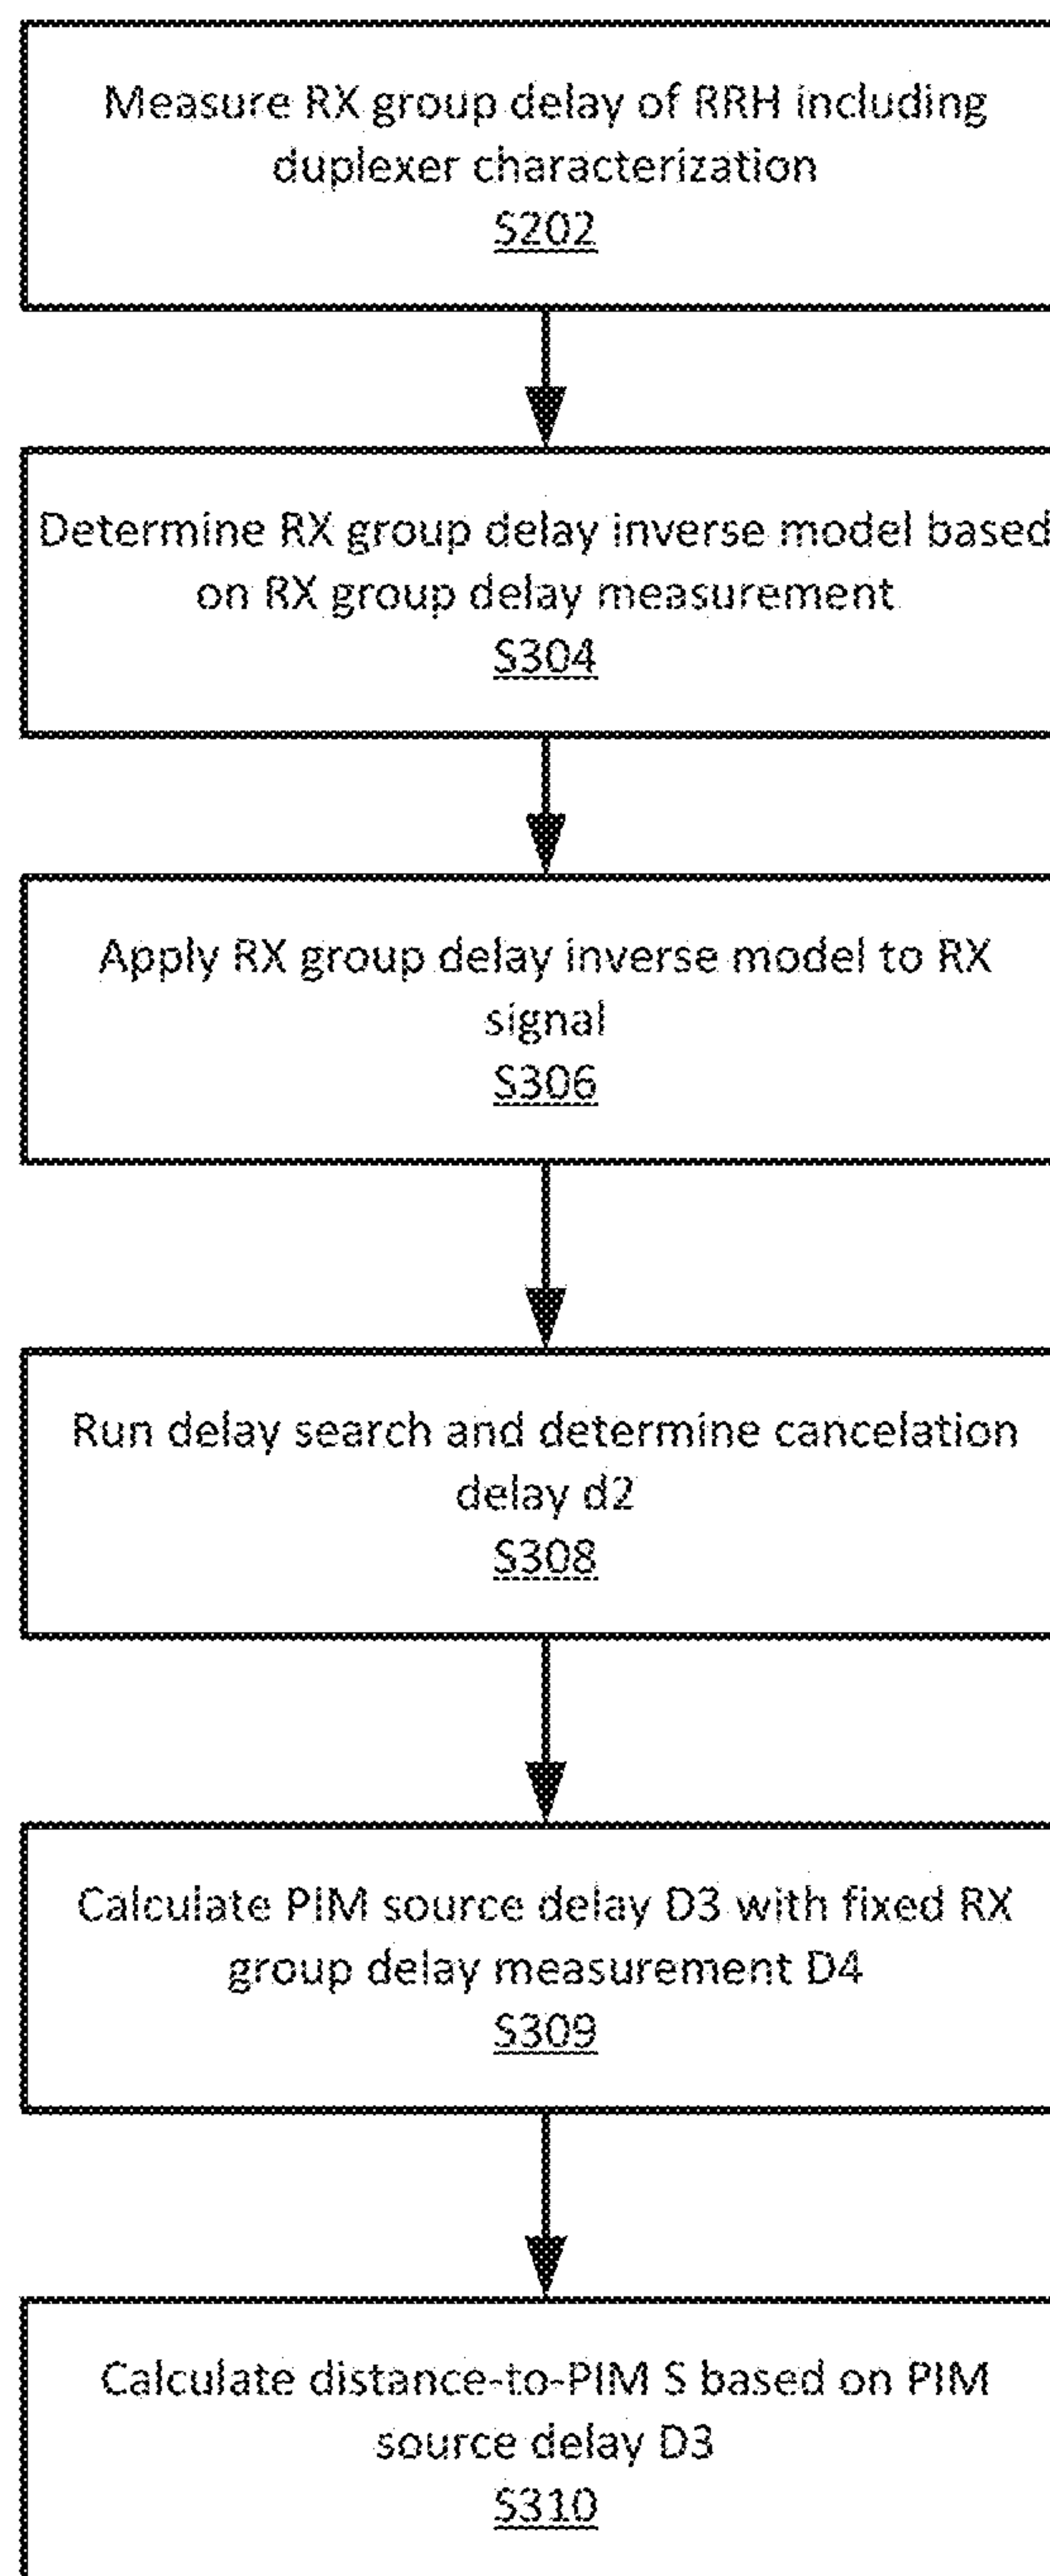 Measure RX group delay of RRH including
duplexer characterization
S202
Determine RX group delay inverse model based
on RX group delay measurement
S304
Apply RX group delay inverse model to RX
signal
S306
Run delay search and determine cancelation
delay d2
S308
Calculate PIM source delay D3 with fixed RX
group delay measurement D4
S309
Calculate distance-to-PIM S based on PIM
source delay D3
S310